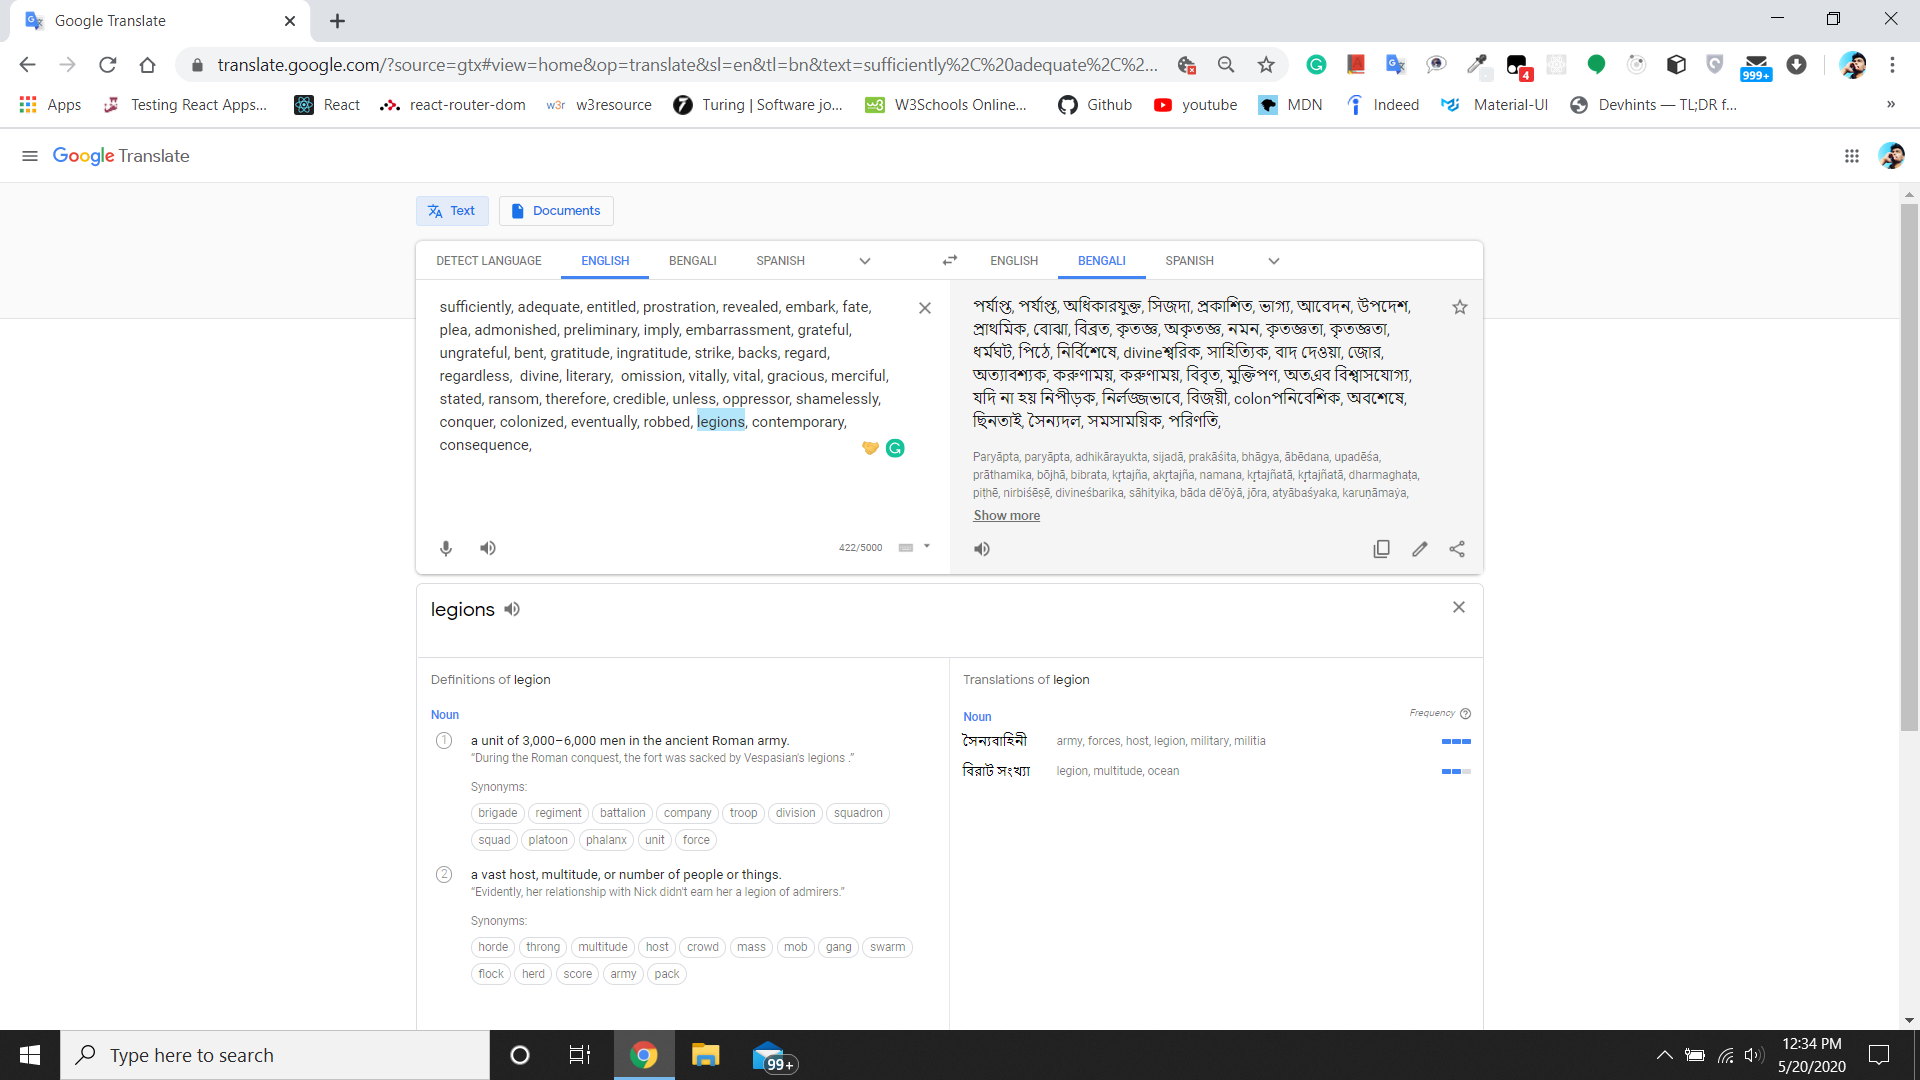 Google Translate
translate.google.com/?source=gtx#view=home&op=translate&sl=en&tl=bn&text=sufficiently%2C%20adequate%2C%2...
4
999+
Apps
Testing React Apps...
React
react-router-dom
w3r w3resource
7 Turing | Software jo...
W3 W3Schools Online...
Github
youtube
MDN
Indeed
Material-UI
Devhints — TL;DR f...
»
Google Translate
Text
Documents
DETECT LANGUAGE
ENGLISH
BENGALI
SPANISH
ENGLISH
BENGALI
SPANISH
sufficiently, adequate, entitled, prostration, revealed, embark, fate,
plea, admonished, preliminary, imply, embarrassment, grateful,
ungrateful, bent, gratitude, ingratitude, strike, backs, regard,
regardless,  divine, literary,  omission, vitally, vital, gracious, merciful,
stated, ransom, therefore, credible, unless, oppressor, shamelessly,
conquer, colonized, eventually, robbed, legions, contemporary,
consequence,
422/5000
পর্যাপ্ত, পর্যাপ্ত, অধিকারযুক্ত, সিজদা, প্রকাশিত, ভাগ্য, আবেদন, উপদেশ,
প্রাথমিক, বোঝা, বিব্রত, কৃতজ্ঞ, অকৃতজ্ঞ, নমন, কৃতজ্ঞতা, কৃতজ্ঞতা,
ধর্মঘট, পিঠে, নির্বিশেষে, divineশ্বরিক, সাহিত্যিক, বাদ দেওয়া, জোর,
অত্যাবশ্যক, করুণাময়, করুণাময়, বিবৃত, মুক্তিপণ, অতএব বিশ্বাসযোগ্য,
যদি না হয় নিপীড়ক, নির্লজ্জভাবে, বিজয়ী, colonপনিবেশিক, অবশেষে,
ছিনতাই, সৈন্যদল, সমসাময়িক, পরিণতি,
Paryāpta, paryāpta, adhikārayukta, sijadā, prakāśita, bhāgya, ābēdana, upadēśa,
prāthamika, bōjhā, bibrata, kr̥tajña, akr̥tajña, namana, kr̥tajñatā, kr̥tajñatā, dharmaghaṭa,
piṭhē, nirbiśēṣē, divineśbarika, sāhityika, bāda dē'ōẏā, jōra, atyābaśyaka, karuṇāmaẏa,
Show more
legions
Definitions of legion
Noun
1 a unit of 3,000–6,000 men in the ancient Roman army.
“During the Roman conquest, the fort was sacked by Vespasian's legions .”
Synonyms:
brigade regiment battalion company troop division squadron
squad platoon phalanx unit force
2 a vast host, multitude, or number of people or things.
“Evidently, her relationship with Nick didn't earn her a legion of admirers.”
Synonyms:
horde throng multitude host crowd mass mob gang swarm
flock herd score army pack
Translations of legion
Noun
Frequency
সৈন্যবাহিনী army, forces, host, legion, military, militia
বিরাট সংখ্যা legion, multitude, ocean
Type here to search
99+
12:34 PM
5/20/2020